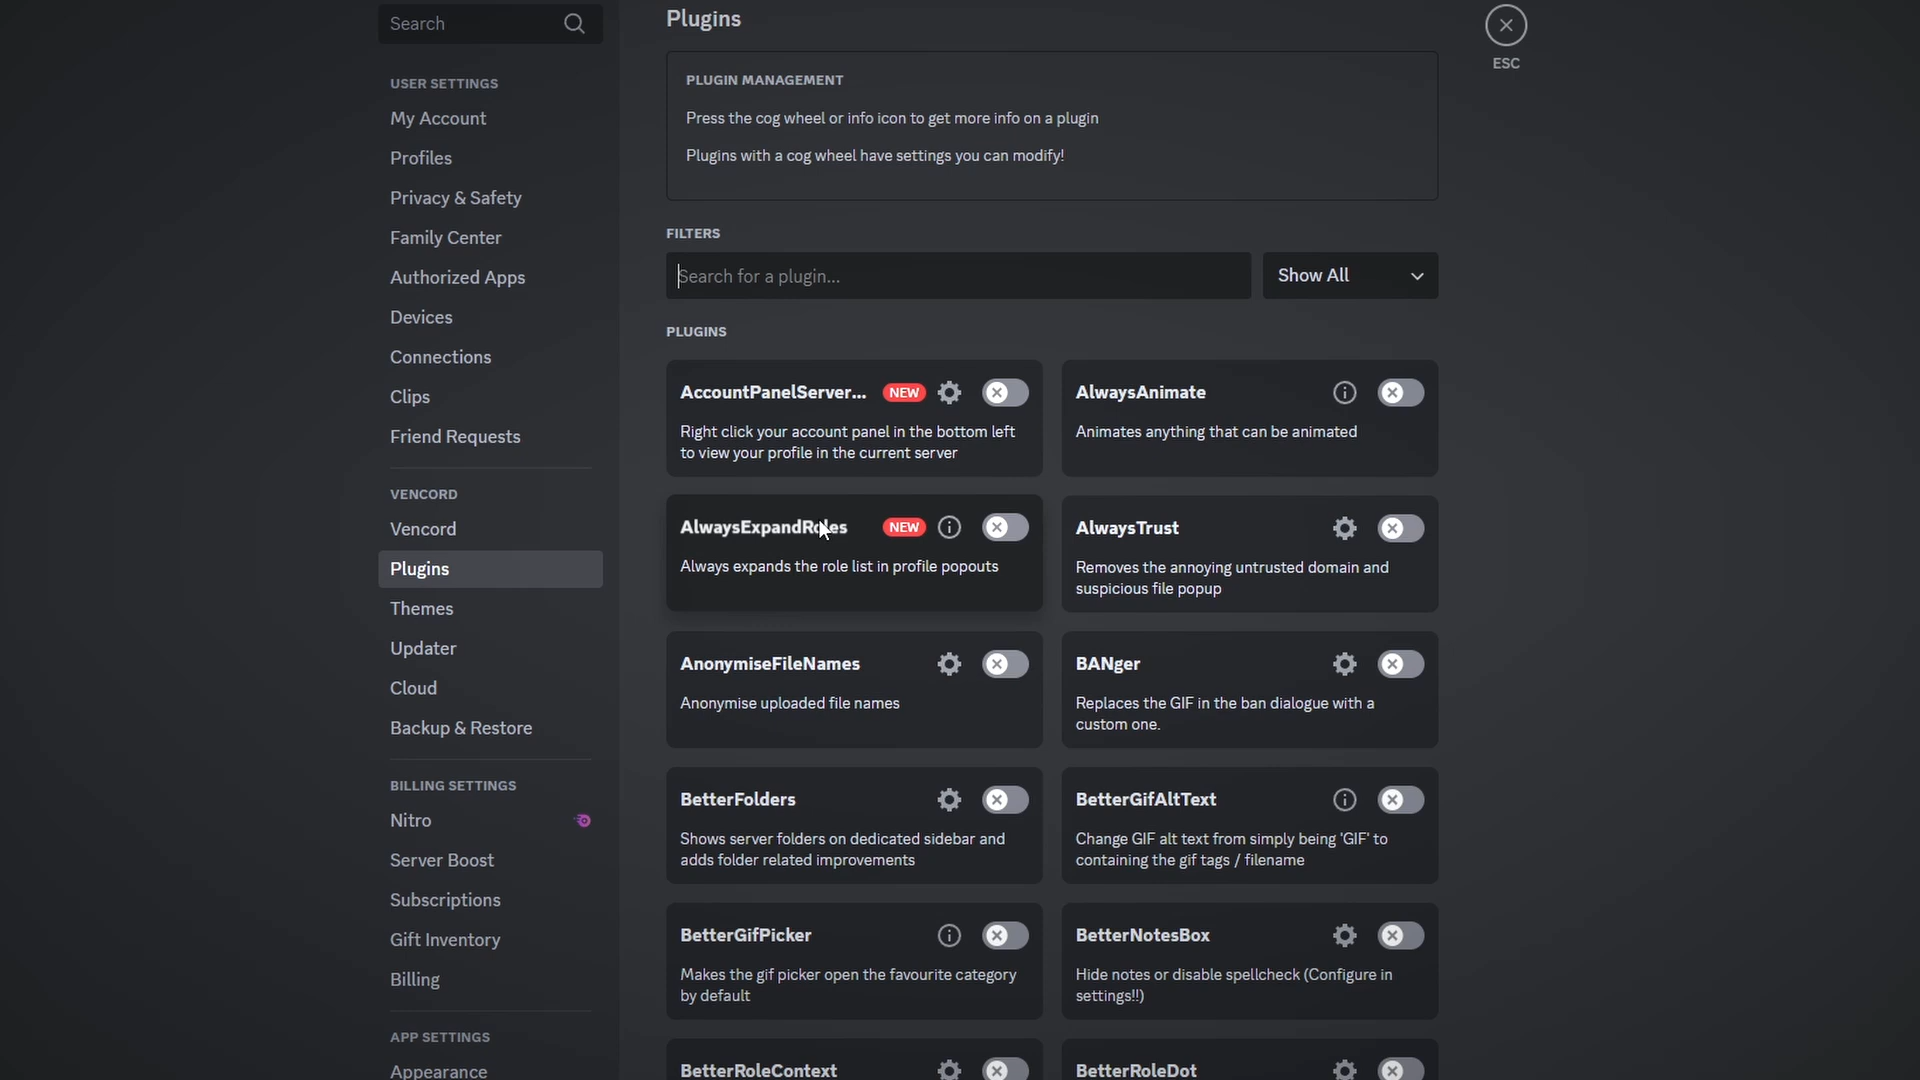 Search
USER SETTINGS
My Account
Profiles
Privacy & Safety
Family Center
Authorized Apps
Devices
Connections
Clips
Friend Requests
VENCORD
Vencord
Plugins
Themes
Updater
Cloud
Backup & Restore
BILLING SETTINGS
Nitro
Server Boost
Subscriptions
Gift Inventory
Billing
APP SETTINGS
Appearance
Plugins
PLUGIN MANAGEMENT
Press the cog wheel or info icon to get more info on a plugin
Plugins with a cog wheel have settings you can modify!
FILTERS
Search for a plugin...
Show All
PLUGINS
AccountPanelServer... NEW
Right click your account panel in the bottom left
to view your profile in the current server
AlwaysAnimate
Animates anything that can be animated
AlwaysExpandRoles NEW
Always expands the role list in profile popouts
AlwaysTrust
Removes the annoying untrusted domain and
suspicious file popup
AnonymiseFileNames
Anonymise uploaded file names
BANger
Replaces the GIF in the ban dialogue with a
custom one.
BetterFolders
Shows server folders on dedicated sidebar and
adds folder related improvements
BetterGifAltText
Change GIF alt text from simply being 'GIF' to
containing the gif tags / filename
BetterGifPicker
Makes the gif picker open the favourite category
by default
BetterNotesBox
Hide notes or disable spellcheck (Configure in
settings!!)
BetterRoleContext
BetterRoleDot
ESC